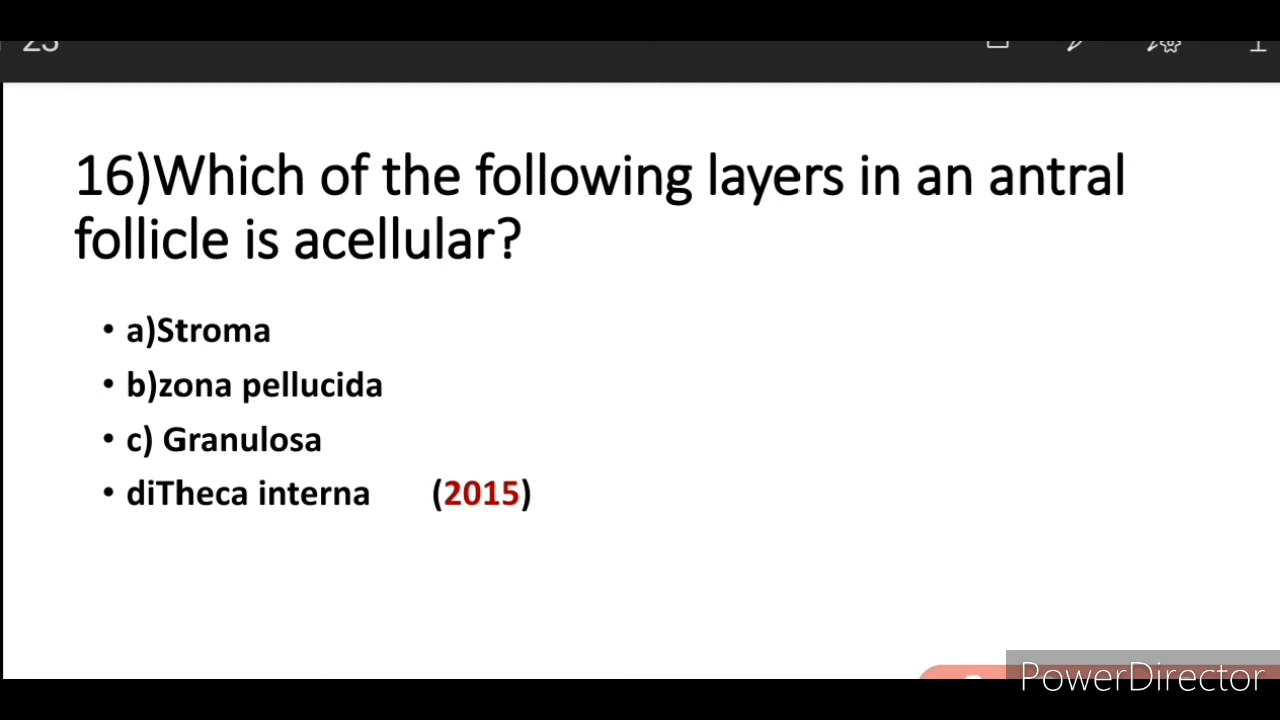 23
16)Which of the following layers in an antral
follicle is acellular?
• a)Stroma
• b)zona pellucida
• c) Granulosa
• diTheca interna (2015)
PowerDirector